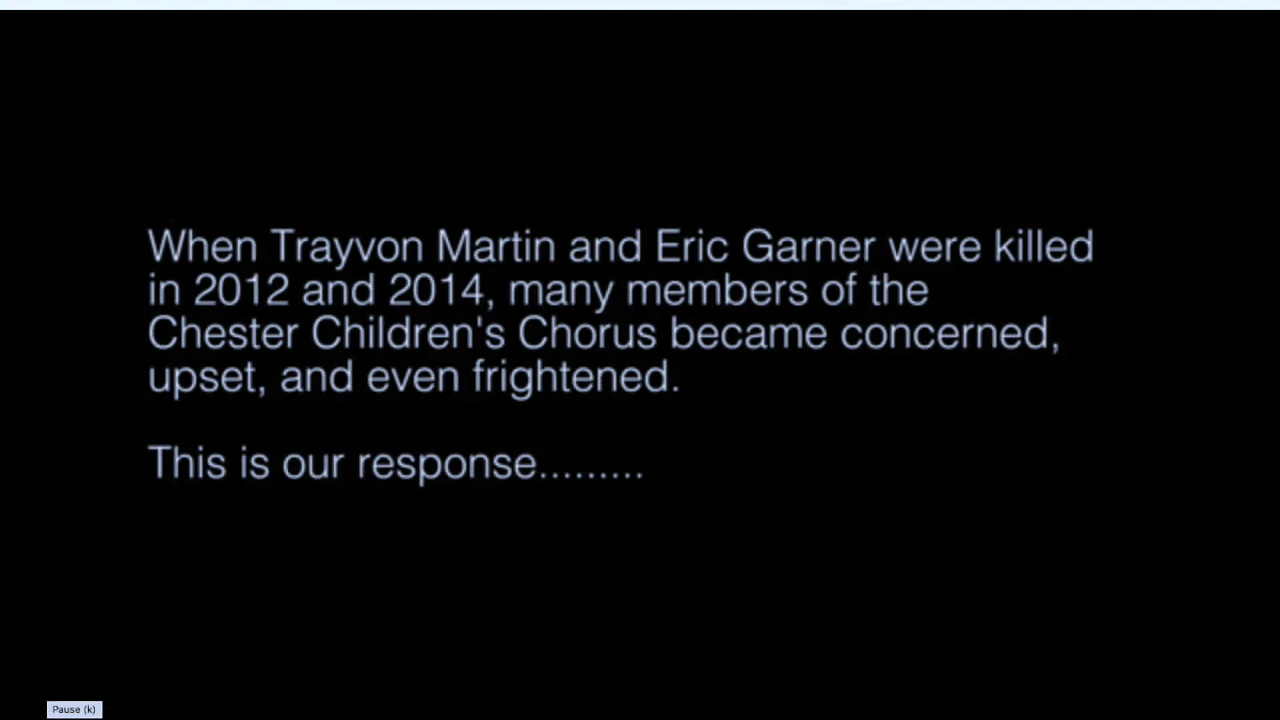 When Trayvon Martin and Eric Garner were killed
in 2012 and 2014, many members of the
Chester Children's Chorus became concerned,
upset, and even frightened.
This is our response.........
Pause (k)